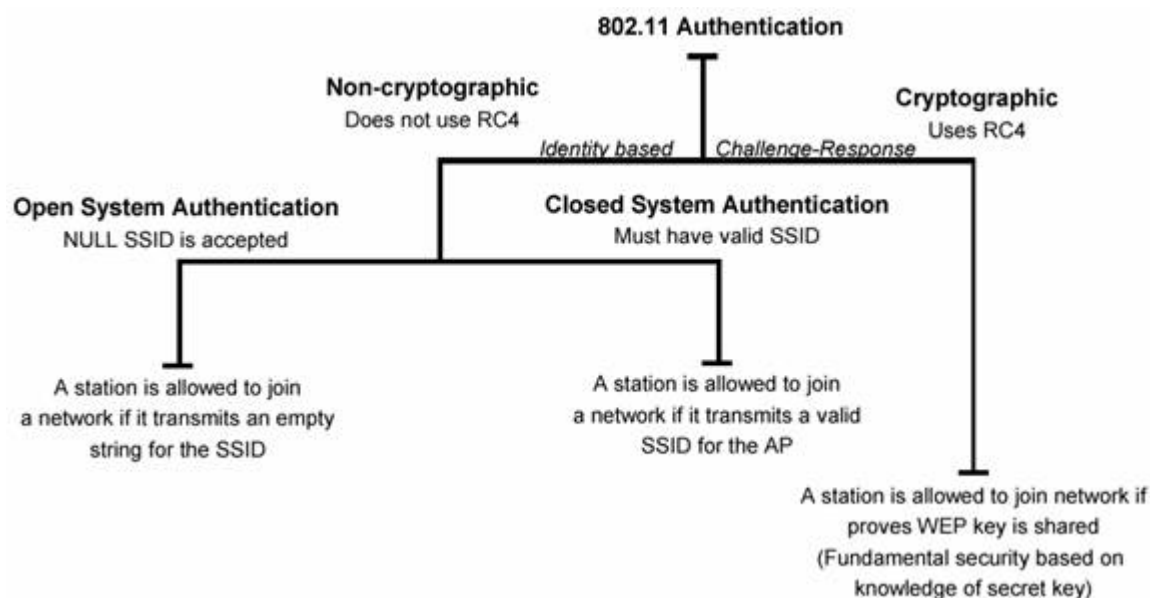 802.11 Authentication
Non-cryptographic
Does not use RC4
Cryptographic
Uses RC4
Identity based
Challenge-Response
Open System Authentication
NULL SSID is accepted
Closed System Authentication
Must have valid SSID
A station is allowed to join
a network if it transmits an empty
string for the SSID
A station is allowed to join
a network if it transmits a valid
SSID for the AP
A station is allowed to join network if
proves WEP key is shared
(Fundamental security based on
knowledge of secret key)